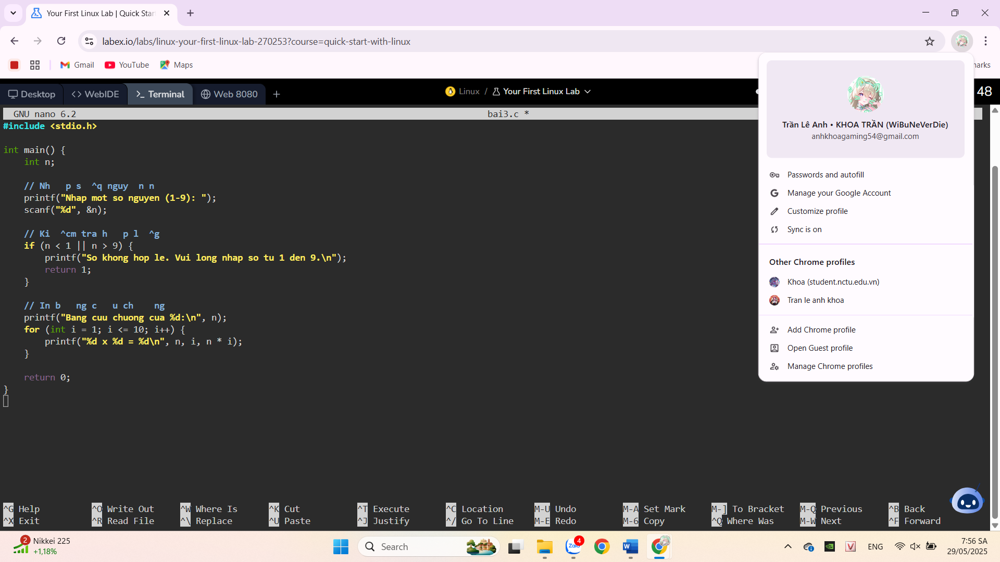 Your First Linux Lab | Quick Star
labex.io/labs/linux-your-first-linux-lab-270253?course=quick-start-with-linux
Gmail
YouTube
Maps
arks
Desktop
WebIDE
Terminal
Web 8080
Linux / Your First Linux Lab
48
GNU nano 6.2
bai3.c *
#include <stdio.h>
int main() {
int n;
// Nh   p s  ^q nguy  n n
printf("Nhap mot so nguyen (1-9): ");
scanf("%d", &n);
// Ki  ^cm tra h   p l  ^g
if (n < 1 || n > 9) {
printf("So khong hop le. Vui long nhap so tu 1 den 9.\n");
return 1;
}
// In b   ng c   u ch    ng
printf("Bang cuu chuong cua %d:\n", n);
for (int i = 1; i <= 10; i++) {
printf("%d x %d = %d\n", n, i, n * i);
}
return 0;
}
Trần Lê Anh • KHOA TRẦN (WiBuNeVerDie)
anhkhoagaming54@gmail.com
Passwords and autofill
Manage your Google Account
Customize profile
Sync is on
Other Chrome profiles
Khoa (student.nctu.edu.vn)
Tran le anh khoa
Add Chrome profile
Open Guest profile
Manage Chrome profiles
^G Help ^O Write Out ^W Where Is ^K Cut ^T Execute ^C Location M-U Undo M-A Set Mark M-] To Bracket M-Q Previous ^B Back
^X Exit ^R Read File ^\ Replace ^U Paste ^J Justify ^/ Go To Line M-E Redo M-6 Copy ^Q Where Was M-W Next ^F Forward
2
Nikkei 225
+1,18%
Search
Zalo
4
W
V
ENG
7:56 SA
29/05/2025